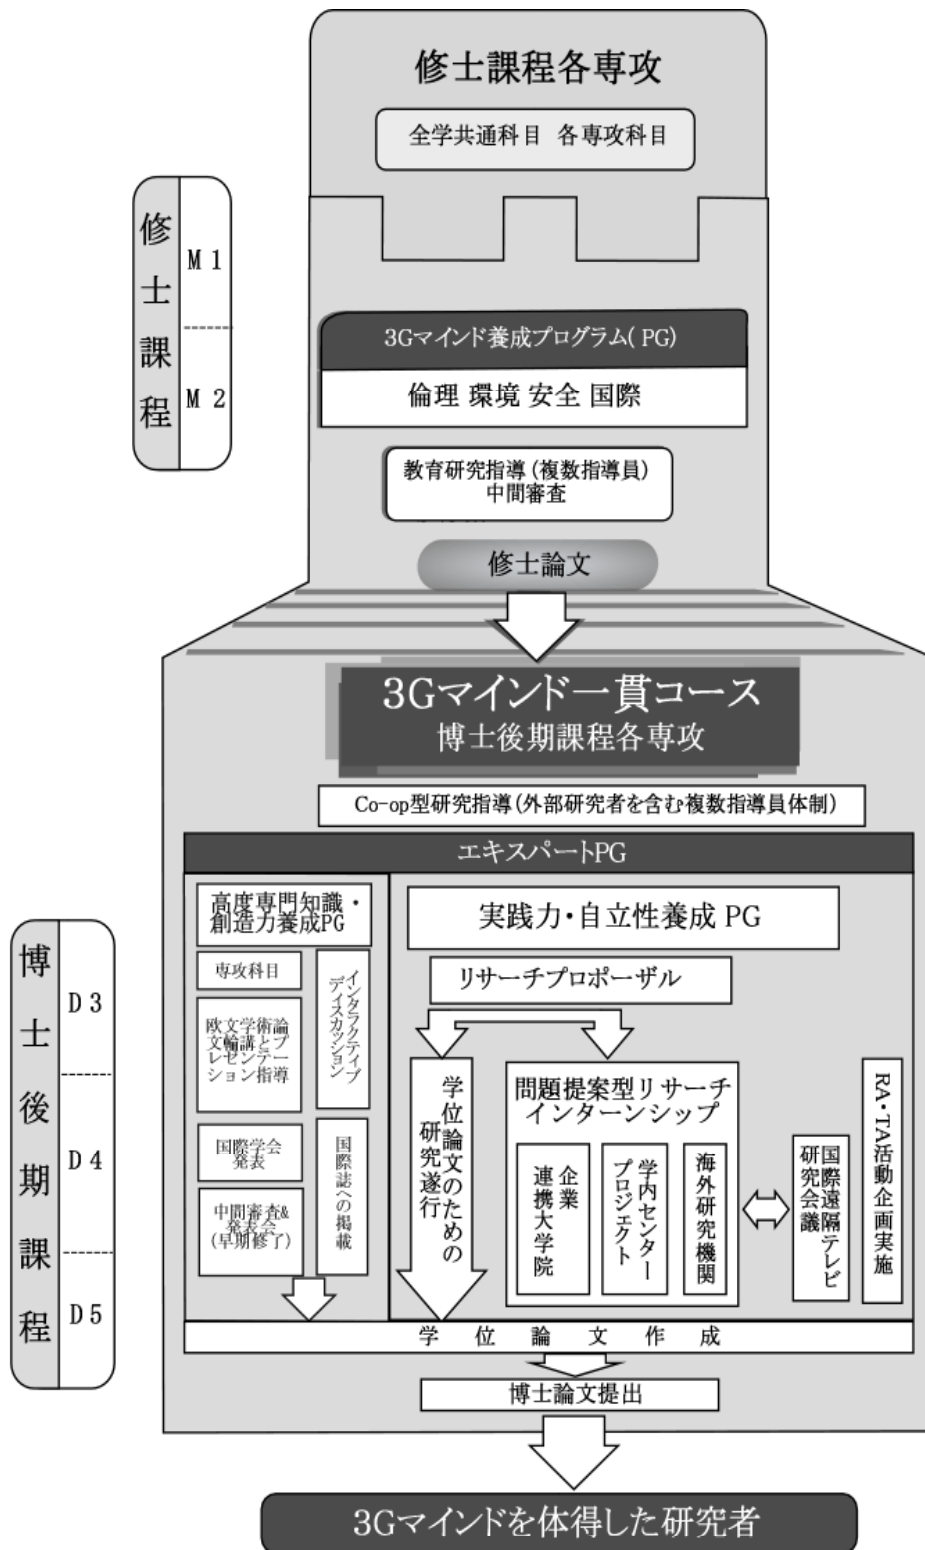 修士課程各専攻
全学共通科目 各専攻科目
修士課程
M 1
M 2
3Gマインド養成プログラム( PG)
倫理 環境 安全 国際
教育研究指導 (複数指導員)
中間審査
修士論文
3Gマインド一貫コース
博士後期課程各専攻
Co-op型研究指導(外部研究者を含む複数指導員体制)
エキスパートPG
博士後期課程
D 3
D 4
D 5
高度専門知識・
創造力養成PG
専攻科目
欧文学術論
文輪講とプ
レゼンテー
ション指導
インタラクティブ
ディスカッション
国際学会
発表
中間審査&
発表会
(早期修了)
国際誌への掲載
実践力・自立性養成 PG
リサーチプロポーザル
学位論文のための
研究遂行
問題提案型リサーチ
インターンシップ
企業
連携大学院
学内センター
プロジェクト
海外研究機関
国際遠隔テレビ
研究会議
RA・TA活動企画実施
学 位 論 文 作 成
博士論文提出
3Gマインドを体得した研究者